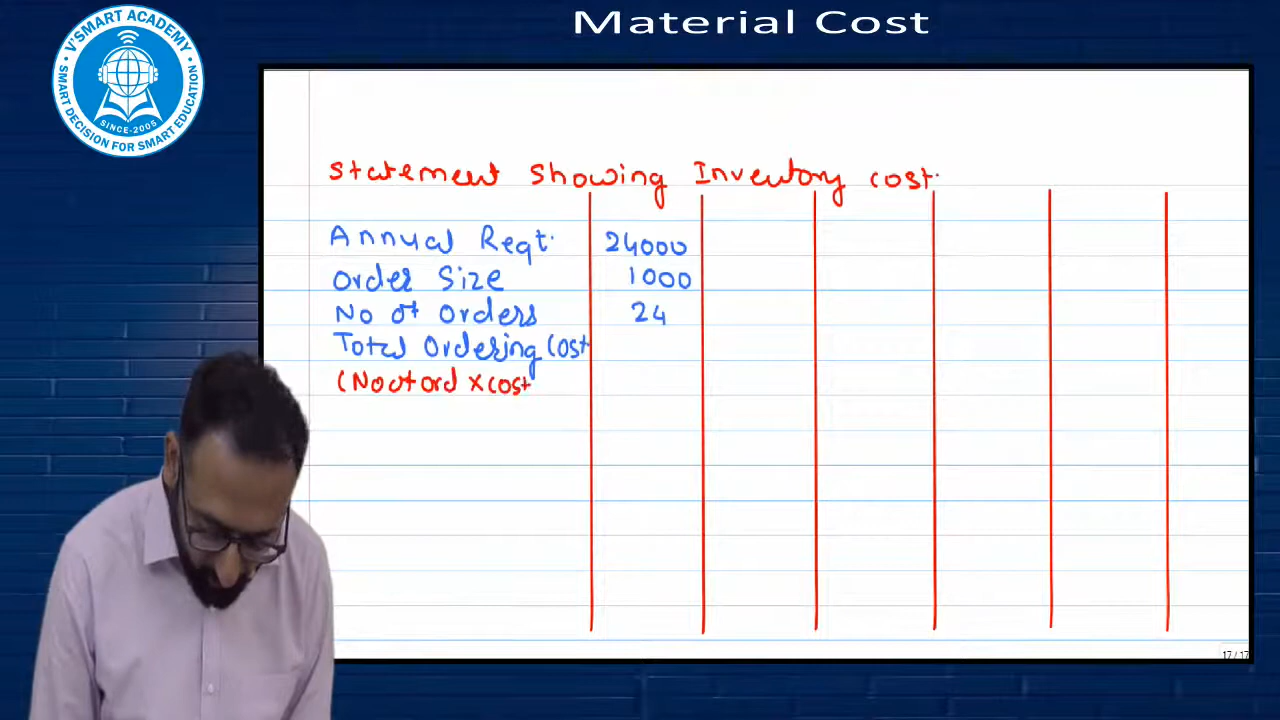 Material Cost
V'SMART ACADEMY
SMART DECISION FOR SMART EDUCATION
SINCE-2005
Statement Showing Inventory cost.
Annual Reqt. 24000
Order Size 1000
No of Orders 24
Total Ordering Cost
(No of ord x cost
17/17